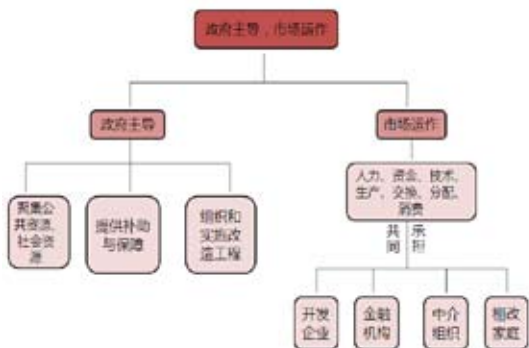 政府主导，市场运作
政府主导
市场运作
聚集公
共资源、
社会资
源
提供补助
与保障
组织和
实施改
造工程
人力、资金、技术、
生产、交换、分配、
消费
共同
承担
开发
企业
金融
机构
中介
组织
棚改
家庭